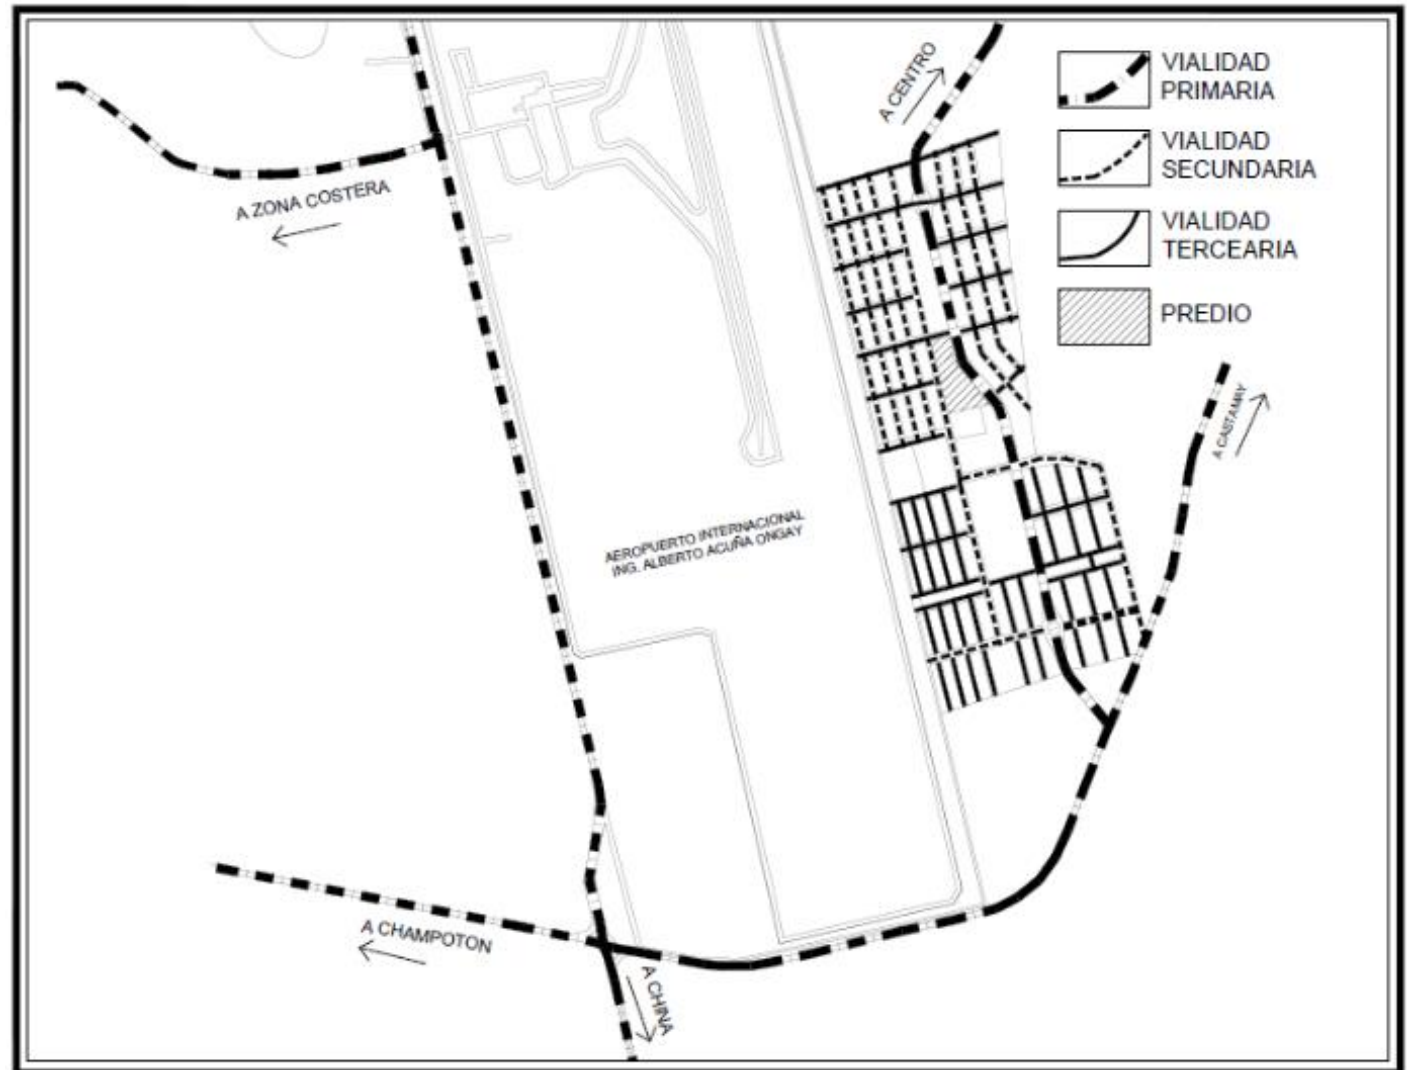 A CENTRO
VIALIDAD
PRIMARIA
VIALIDAD
SECUNDARIA
A ZONA COSTERA
VIALIDAD
TERCEARIA
PREDIO
A CASTAMAY
AEROPUERTO INTERNACIONAL
ING. ALBERTO ACUÑA ONGAY
A CHAMPOTON
A CHINA